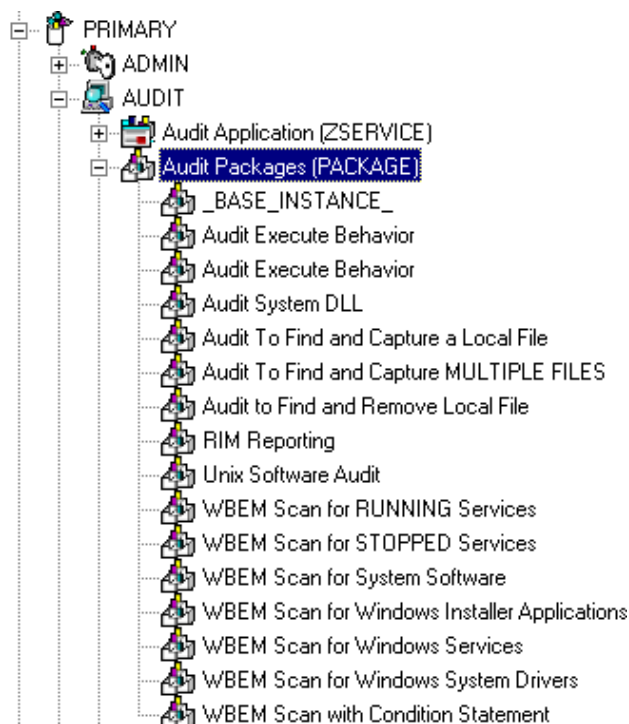 PRIMARY
ADMIN
AUDIT
Audit Application (ZSERVICE)
Audit Packages (PACKAGE)
_BASE_INSTANCE_
Audit Execute Behavior
Audit Execute Behavior
Audit System DLL
Audit To Find and Capture a Local File
Audit To Find and Capture MULTIPLE FILES
Audit to Find and Remove Local File
RIM Reporting
Unix Software Audit
WBEM Scan for RUNNING Services
WBEM Scan for STOPPED Services
WBEM Scan for System Software
WBEM Scan for Windows Installer Applications
WBEM Scan for Windows Services
WBEM Scan for Windows System Drivers
WBEM Scan with Condition Statement